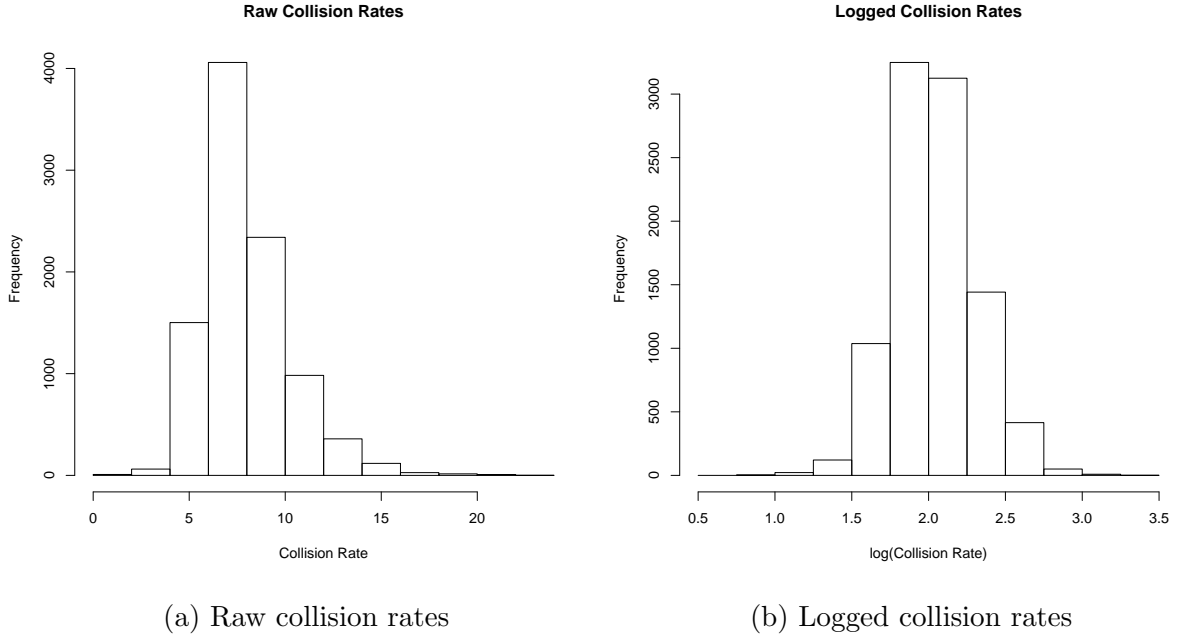 Raw Collision Rates
Frequency
4000
3000
2000
1000
0
0 5 10 15 20
Collision Rate
(a) Raw collision rates
Logged Collision Rates
Frequency
3000
2500
2000
1500
1000
500
0
0.5 1.0 1.5 2.0 2.5 3.0 3.5
log(Collision Rate)
(b) Logged collision rates